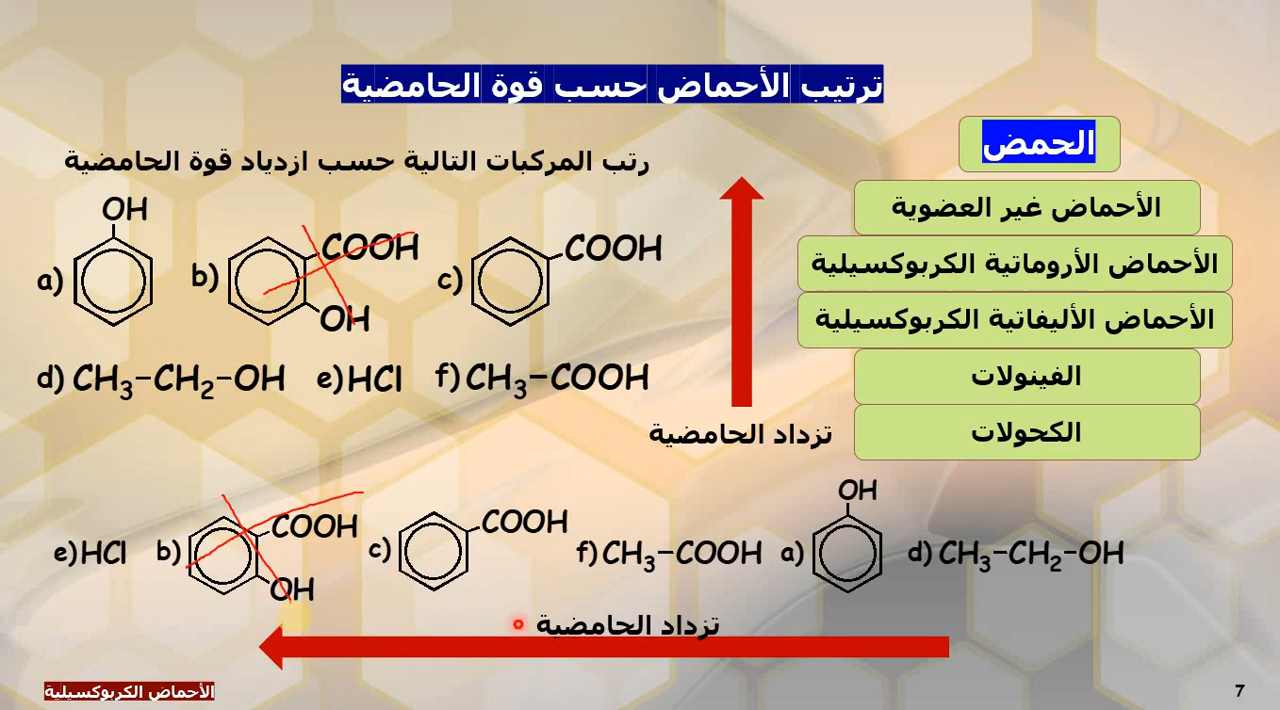 ترتيب الأحماض حسب قوة الحامضية
الحمض
الأحماض غير العضوية
الأحماض الأروماتية الكربوكسيلية
الأحماض الأليفاتية الكربوكسيلية
الفينولات
الكحولات
تزداد الحامضية
رتب المركبات التالية حسب ازدياد قوة الحامضية
a) OH
b) COOH OH
c) COOH
d) CH₃–CH₂–OH
e) HCl
f) CH₃–COOH
e) HCl
b) COOH OH
c) COOH
f) CH₃–COOH
a) OH
d) CH₃–CH₂–OH
تزداد الحامضية
الأحماض الكربوكسيلية
7